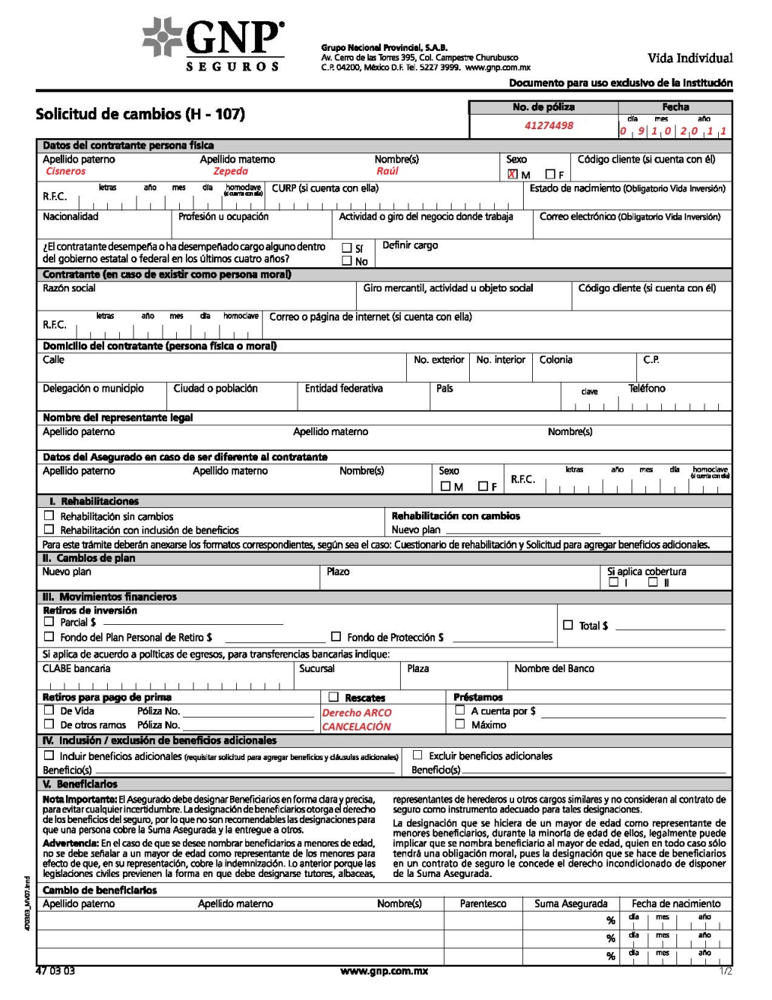 GNP
SEGUROS
Grupo Nacional Provincial, S.A.B.
Av. Cerro de las Torres 395, Col. Campestre Churubusco
C.P. 04200, México D.F. Tel. 5227 3999. www.gnp.com.mx
Vida Individual
Documento para uso exclusivo de la Institución
Solicitud de cambios (H - 107)
No. de póliza Fecha
día mes año
41274498 0 9 1 0 2 0 1 1
Datos del contratante persona física
Apellido paterno Apellido materno Nombre(s) Sexo Código cliente (si cuenta con él)
Cisneros Zepeda Raúl X M F
R.F.C. letras año mes día homoclave (si cuenta con ella) CURP (si cuenta con ella) Estado de nacimiento (Obligatorio Vida Inversión)
Nacionalidad Profesión u ocupación Actividad o giro del negocio donde trabaja Correo electrónico (Obligatorio Vida Inversión)
¿El contratante desempeña o ha desempeñado cargo alguno dentro Sí Definir cargo
del gobierno estatal o federal en los últimos cuatro años? No
Contratante (en caso de existir como persona moral)
Razón social Giro mercantil, actividad u objeto social Código cliente (si cuenta con él)
R.F.C. letras año mes día homoclave Correo o página de internet (si cuenta con ella)
Domicilio del contratante (persona física o moral)
Calle No. exterior No. interior Colonia C.P.
Delegación o municipio Ciudad o población Entidad federativa País clave Teléfono
Nombre del representante legal
Apellido paterno Apellido materno Nombre(s)
Datos del Asegurado en caso de ser diferente al contratante
Apellido paterno Apellido materno Nombre(s) Sexo M F R.F.C. letras año mes día homoclave (si cuenta con ella)
I. Rehabilitaciones
Rehabilitación sin cambios Rehabilitación con cambios
Rehabilitación con inclusión de beneficios Nuevo plan
Para este trámite deberán anexarse los formatos correspondientes, según sea el caso: Cuestionario de rehabilitación y Solicitud para agregar beneficios adicionales.
II. Cambios de plan
Nuevo plan Plazo Si aplica cobertura
I II
III. Movimientos financieros
Retiros de inversión
Parcial $ Total $
Fondo del Plan Personal de Retiro $ Fondo de Protección $
Si aplica de acuerdo a políticas de egresos, para transferencias bancarias indique:
CLABE bancaria Sucursal Plaza Nombre del Banco
Retiros para pago de prima Rescates Préstamos
De Vida Póliza No. Derecho ARCO A cuenta por $
De otros ramos Póliza No. CANCELACIÓN Máximo
IV. Inclusión / exclusión de beneficios adicionales
Incluir beneficios adicionales (requisitar solicitud para agregar beneficios y cláusulas adicionales) Excluir beneficios adicionales
Beneficio(s) Beneficio(s)
V. Beneficiarios
Nota importante: El Asegurado debe designar Beneficiarios en forma clara y precisa,
para evitar cualquier incertidumbre. La designación de beneficiarios otorga el derecho
de los beneficios del seguro, por lo que no son recomendables las designaciones para
que una persona cobre la Suma Asegurada y la entregue a otros.
Advertencia: En el caso de que se desee nombrar beneficiarios a menores de edad,
no se debe señalar a un mayor de edad como representante de los menores para
efecto de que, en su representación, cobre la indemnización. Lo anterior porque las
legislaciones civiles previenen la forma en que debe designarse tutores, albaceas,
representantes de herederos u otros cargos similares y no consideran al contrato de
seguro como instrumento adecuado para tales designaciones.
La designación que se hiciera de un mayor de edad como representante de
menores beneficiarios, durante la minoría de edad de ellos, legalmente puede
implicar que se nombra beneficiario al mayor de edad, quien en todo caso sólo
tendrá una obligación moral, pues la designación que se hace de beneficiarios
en un contrato de seguro le concede el derecho incondicionado de disponer
de la Suma Asegurada.
Cambio de beneficiarios
Apellido paterno Apellido materno Nombre(s) Parentesco Suma Asegurada Fecha de nacimiento
% día mes año
% día mes año
% día mes año
470303_MV07.innd
47 03 03 www.gnp.com.mx 1/2